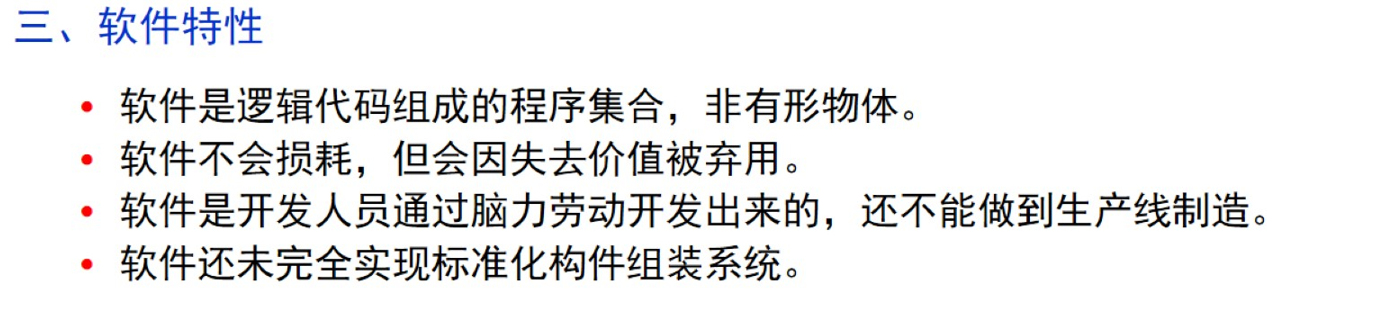 三、软件特性
• 软件是逻辑代码组成的程序集合，非有形物体。
• 软件不会损耗，但会因失去价值被弃用。
• 软件是开发人员通过脑力劳动开发出来的，还不能做到生产线制造。
• 软件还未完全实现标准化构件组装系统。